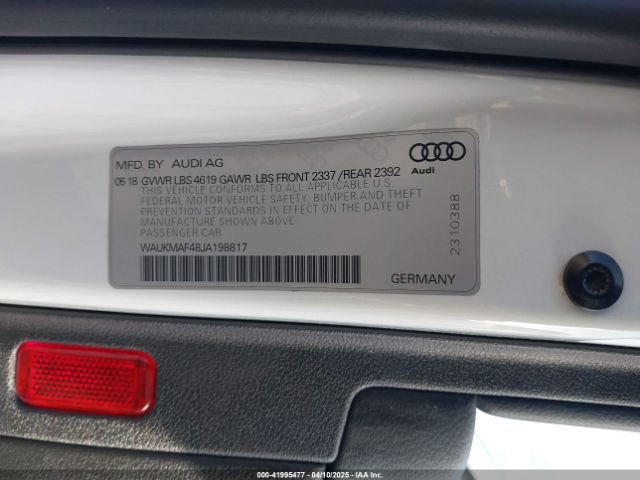 MFD. BY AUDI AG
05 18 GVWR LBS 4619 GAWR LBS FRONT 2337 / REAR 2392
THIS VEHICLE CONFORMS TO ALL APPLICABLE U.S.
FEDERAL MOTOR VEHICLE SAFETY, BUMPER AND THEFT
PREVENTION STANDARDS IN EFFECT ON THE DATE OF
MANUFACTURE SHOWN ABOVE
PASSENGER CAR
WAUKMAF48JA198817
GERMANY
Audi
2310388
000-41995477 - 04/10/2025 - IAAI.COM